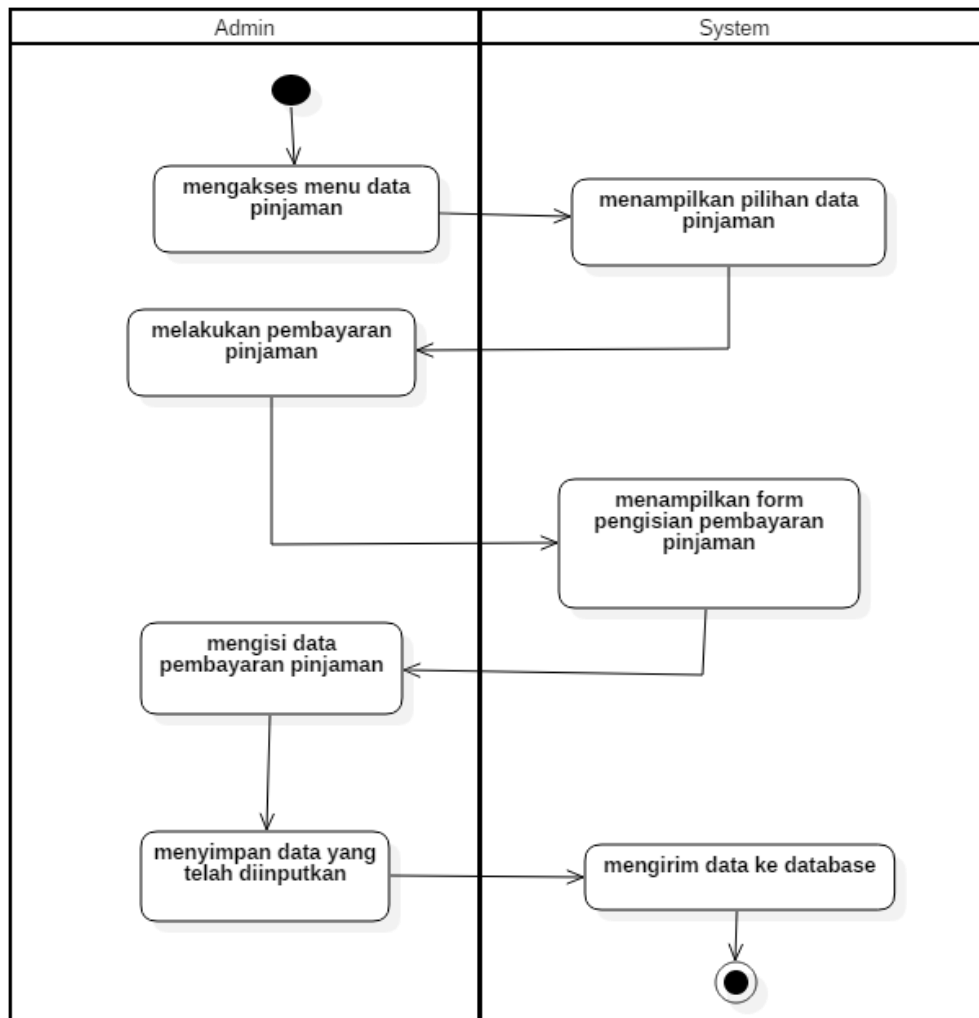 Admin
System
mengakses menu data
pinjaman
menampilkan pilihan data
pinjaman
melakukan pembayaran
pinjaman
menampilkan form
pengisian pembayaran
pinjaman
mengisi data
pembayaran pinjaman
menyimpan data yang
telah diinputkan
mengirim data ke database